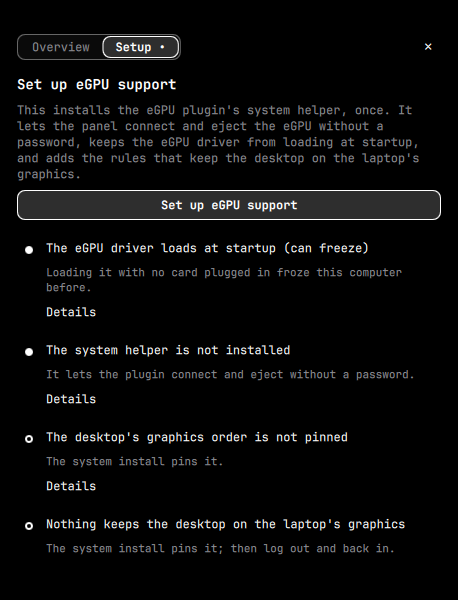 Overview Setup •
×
Set up eGPU support
This installs the eGPU plugin's system helper, once. It
lets the panel connect and eject the eGPU without a
password, keeps the eGPU driver from loading at startup,
and adds the rules that keep the desktop on the laptop's
graphics.
Set up eGPU support
The eGPU driver loads at startup (can freeze)
Loading it with no card plugged in froze this computer
before.
Details
The system helper is not installed
It lets the plugin connect and eject without a password.
Details
The desktop's graphics order is not pinned
The system install pins it.
Details
Nothing keeps the desktop on the laptop's graphics
The system install pins it; then log out and back in.